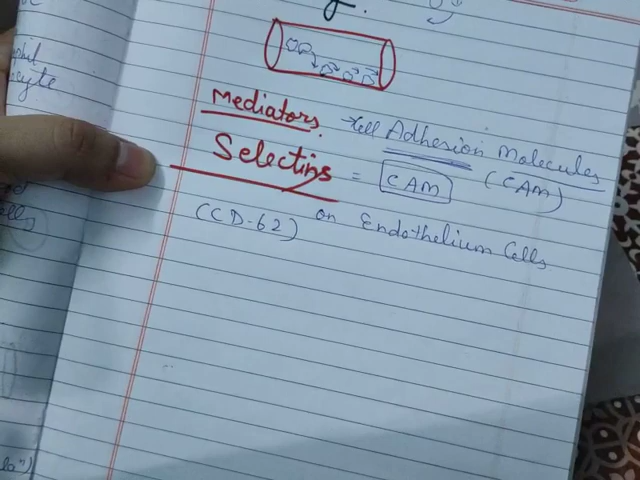 Mediators. Cell Adhesion Molecules
Selectins = CAM (CAM)
(CD-62) on Endothelium Cells